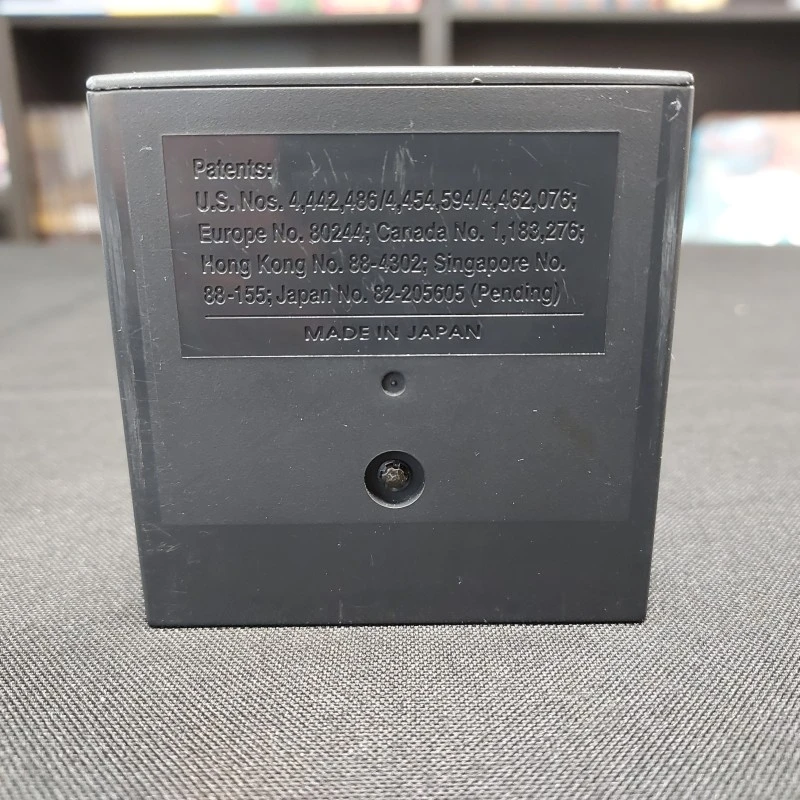 Patents:
U.S. Nos. 4,442,486/4,454,594/4,462,076;
Europe No. 80244; Canada No. 1,183,276;
Hong Kong No. 88-4302; Singapore No.
88-155; Japan No. 82-205605 (Pending)
MADE IN JAPAN